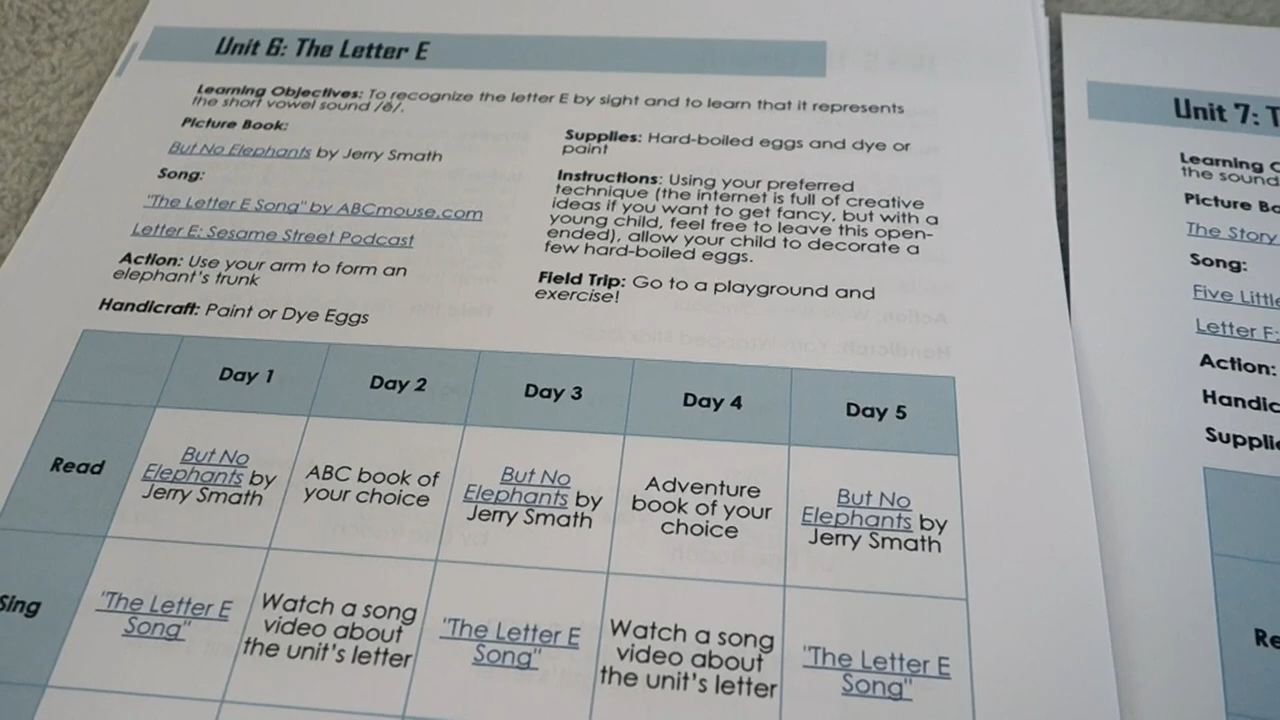 Unit 6: The Letter E
Learning Objectives: To recognize the letter E by sight and to learn that it represents
the short vowel sound /ĕ/.
Picture Book:
But No Elephants by Jerry Smath
Song:
"The Letter E Song" by ABCmouse.com
Letter E: Sesame Street Podcast
Action: Use your arm to form an
elephant's trunk
Handicraft: Paint or Dye Eggs
Supplies: Hard-boiled eggs and dye or
paint
Instructions: Using your preferred
technique (the internet is full of creative
ideas if you want to get fancy, but with a
young child, feel free to leave this open-
ended), allow your child to decorate a
few hard-boiled eggs.
Field Trip: Go to a playground and
exercise!
Day 1
Day 2
Day 3
Day 4
Day 5
Read
But No
Elephants by
Jerry Smath
ABC book of
your choice
But No
Elephants by
Jerry Smath
Adventure
book of your
choice
But No
Elephants by
Jerry Smath
Sing
"The Letter E
Song"
Watch a song
video about
the unit's letter
"The Letter E
Song"
Watch a song
video about
the unit's letter
"The Letter E
Song"
Unit 7: T
Learning
the sound
Picture
The Story
Song:
Five
Letter F:
Action: